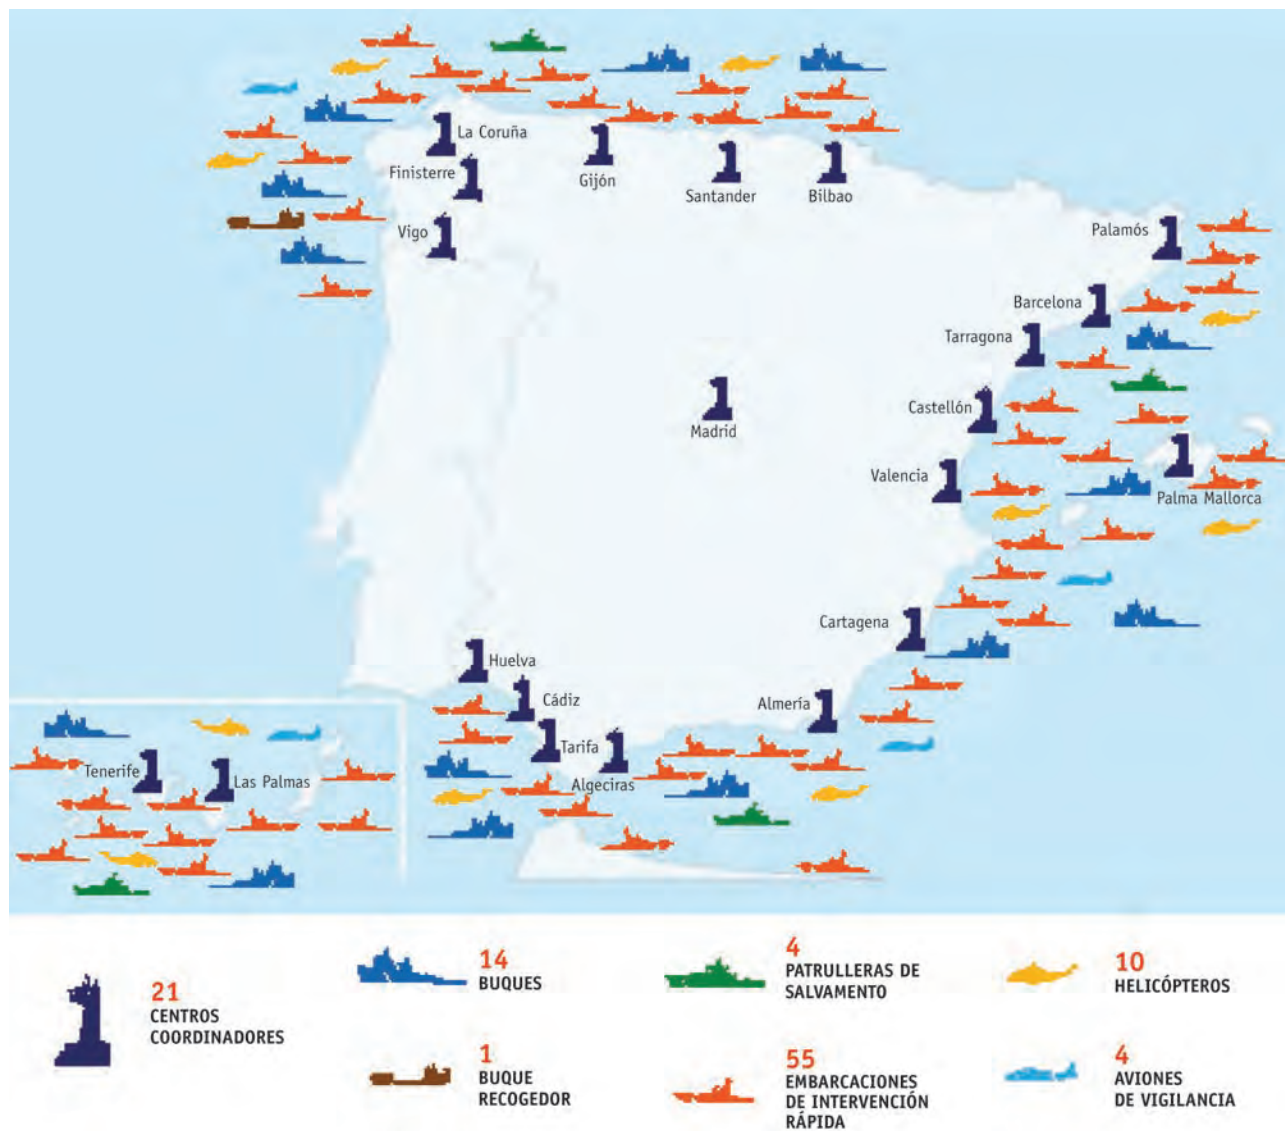 La Coruña
Finisterre
Gijón
Santander
Bilbao
Vigo
Palamós
Barcelona
Tarragona
Castellón
Madrid
Valencia
Palma Mallorca
Cartagena
Huelva
Cádiz
Almería
Tarifa
Algeciras
Tenerife
Las Palmas
21
CENTROS
COORDINADORES
14
BUQUES
4
PATRULLERAS DE
SALVAMENTO
10
HELICÓPTEROS
1
BUQUE
RECOGEDOR
55
EMBARCACIONES
DE INTERVENCIÓN
RÁPIDA
4
AVIONES
DE VIGILANCIA